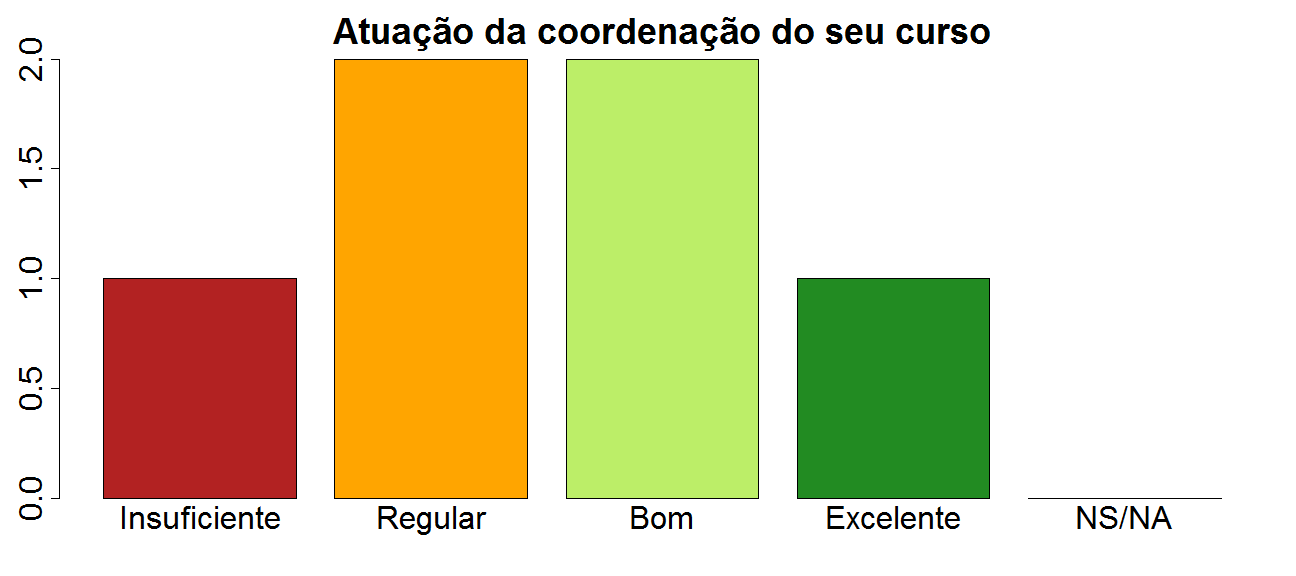 Atuação da coordenação do seu curso
2.0
1.5
1.0
0.5
0.0
Insuficiente Regular Bom Excelente NS/NA